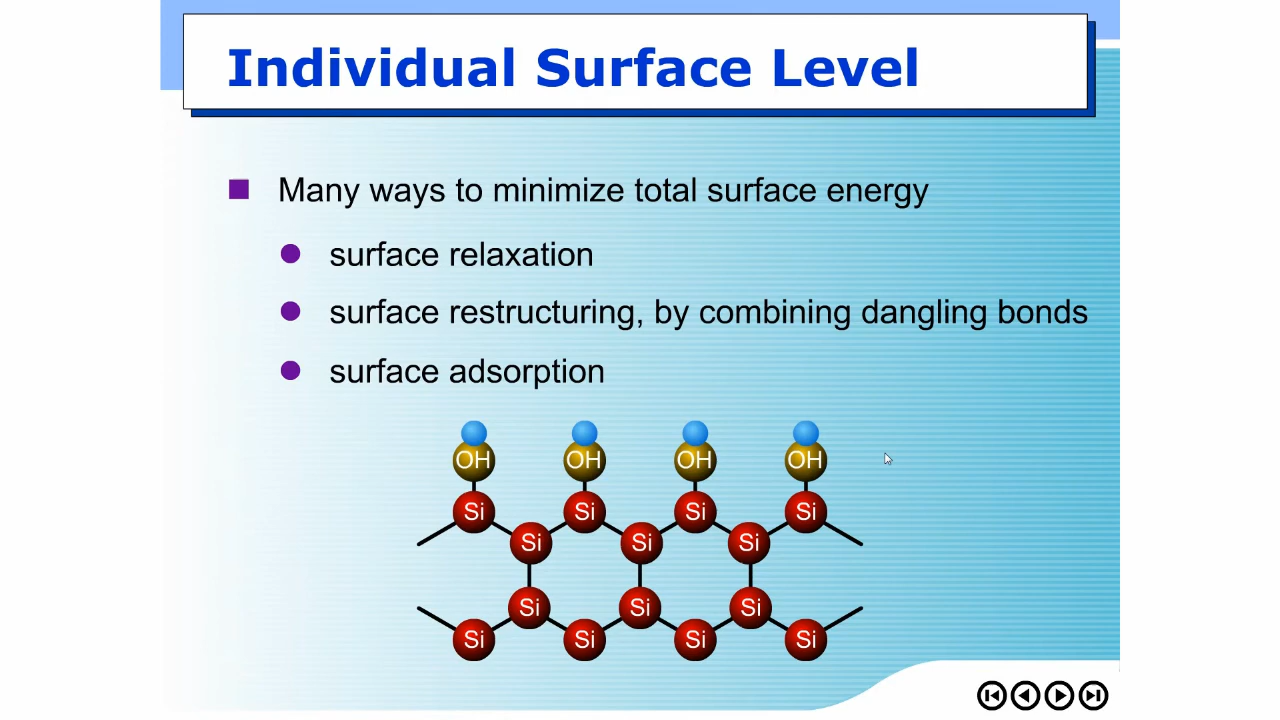 Individual Surface Level
Many ways to minimize total surface energy
surface relaxation
surface restructuring, by combining dangling bonds
surface adsorption
OH OH OH OH
Si Si Si Si
Si Si Si
Si Si Si
Si Si Si Si